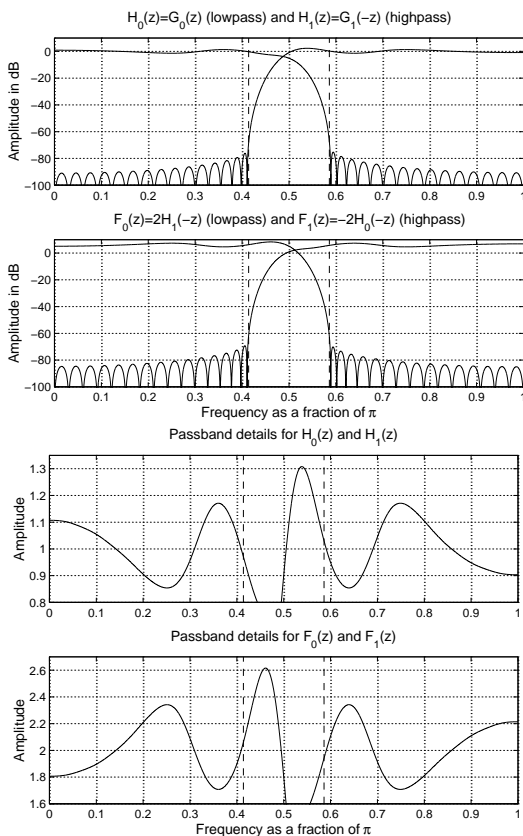 H₀(z)=G₀(z) (lowpass) and H₁(z)=G₁(−z) (highpass)
0
−20
−40
−60
−80
−100
Amplitude in dB
0 0.1 0.2 0.3 0.4 0.5 0.6 0.7 0.8 0.9 1
F₀(z)=2H₁(−z) (lowpass) and F₁(z)=−2H₀(−z) (highpass)
0
−20
−40
−60
−80
−100
Amplitude in dB
0 0.1 0.2 0.3 0.4 0.5 0.6 0.7 0.8 0.9 1
Frequency as a fraction of π
Passband details for H₀(z) and H₁(z)
1.3
1.2
1.1
1
0.9
0.8
Amplitude
0 0.1 0.2 0.3 0.4 0.5 0.6 0.7 0.8 0.9 1
Passband details for F₀(z) and F₁(z)
2.6
2.4
2.2
2
1.8
1.6
Amplitude
0 0.1 0.2 0.3 0.4 0.5 0.6 0.7 0.8 0.9 1
Frequency as a fraction of π